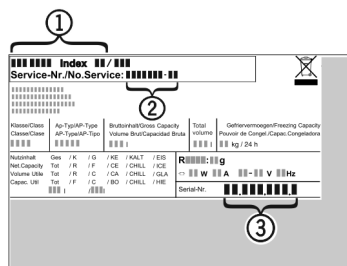 1
Index /
Service-Nr./No.Service: -
2
Klasse/Class Ap-Typ/AP-Type Bruttoinhalt/Gross Capacity Total Gefriervermoegen/Freezing Capacity
Classe/Clase AP-Type/AP-Tipo Volume Brut/Capacidad Bruta volume Pouvoir de Congel./Capac.Congeladora
l l kg / 24 h
Nutzinhalt Ges / K / G / KE / KALT / EIS
Net.Capacity Tot / R / F / CE / CHILL / ICE
Volume Utile Tot / R / C / CA / CHILL / GLA
Capac. Util Tot / F / C / BO / CHILL / HIE
l / l
R : g
W A - V Hz
Serial-Nr. . . .
3